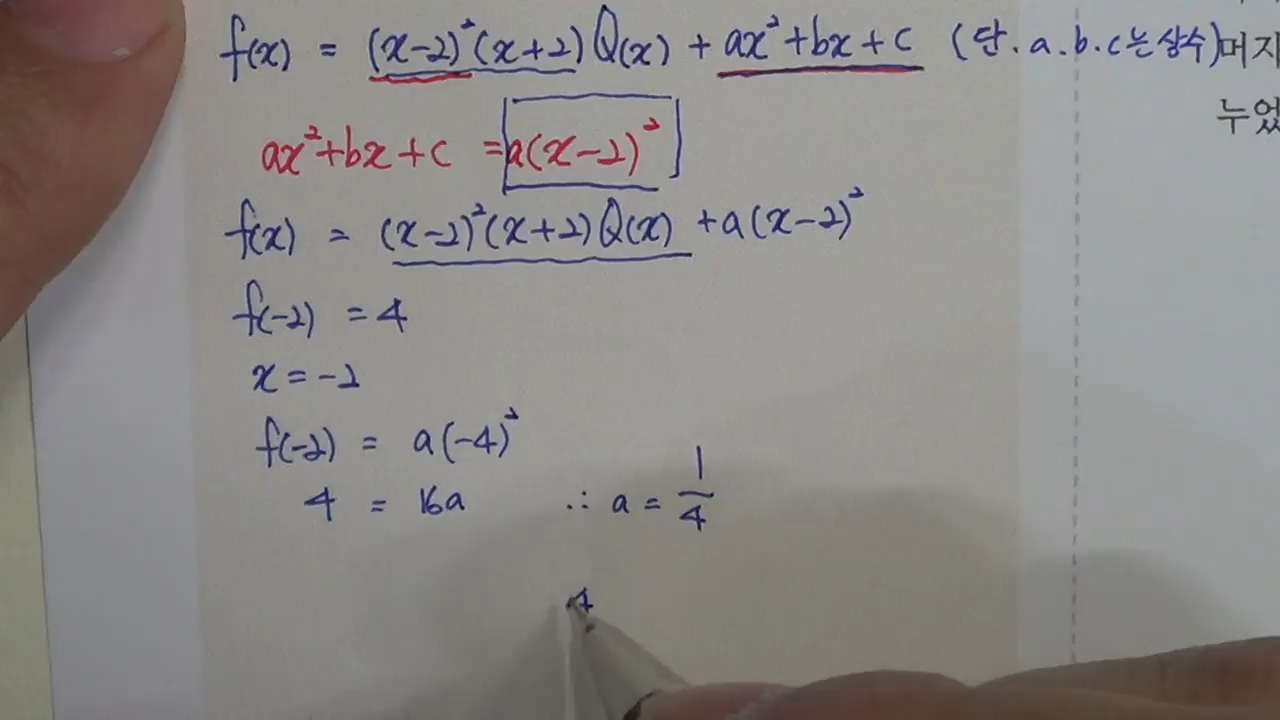 f(x) = (x-2)²(x+2)Q(x) + ax²+bx+c (단. a.b.c는 상수)
머지
누었
ax²+bx+c = a(x-2)²
f(x) = (x-2)²(x+2)Q(x) + a(x-2)²
f(-2) = 4
x = -2
f(-2) = a(-4)²
4 = 16a ∴ a = 1/4